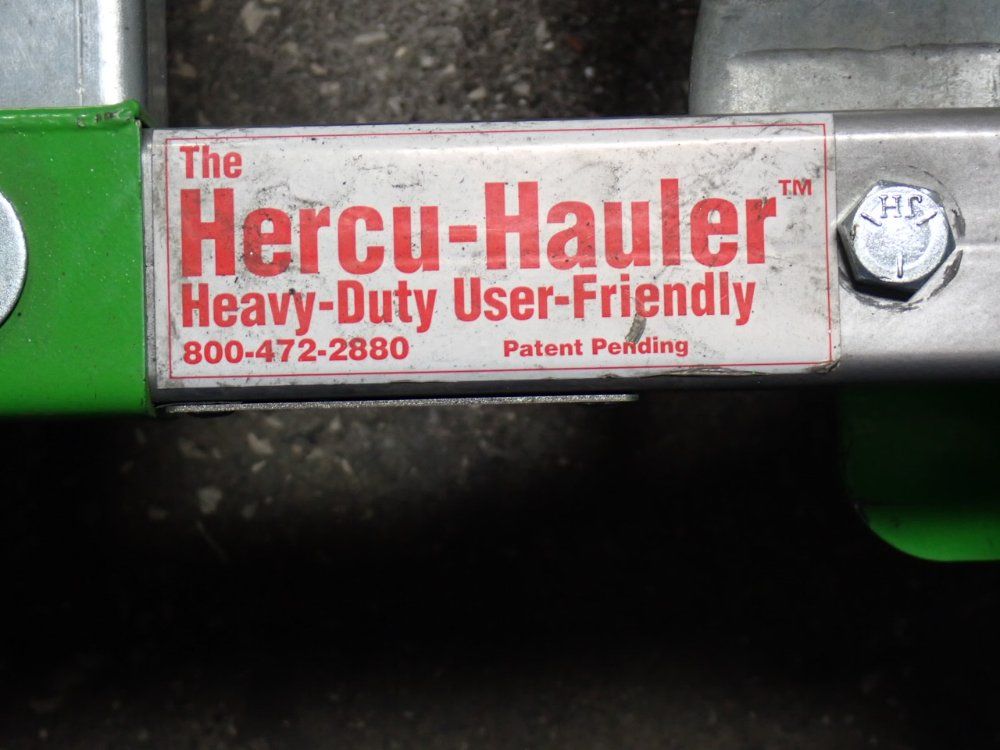 The
Hercu-Hauler™
Heavy-Duty User-Friendly
800-472-2880 Patent Pending